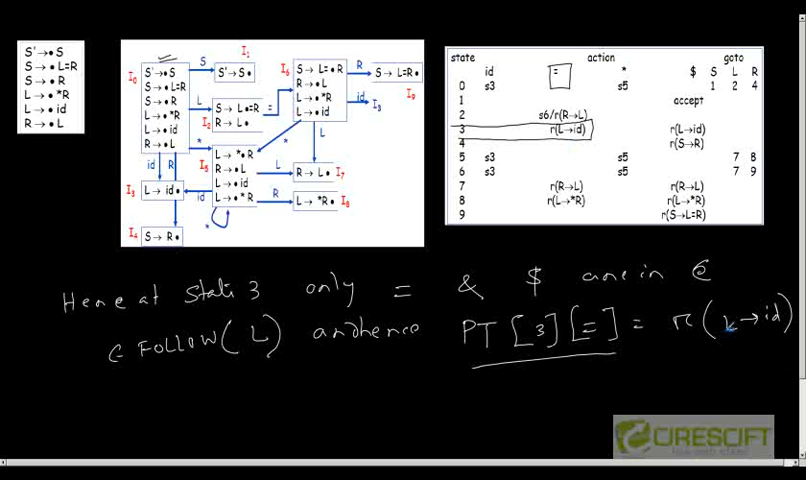 S'→• S
S →• L=R
S →• R
L →• *R
L →• id
R →• L
I0
S'→• S
S →• L=R
S →• R
L →• *R
L →• id
R →• L
S
I1
S'→ S•
L
S → L•=R
R → L•
I2
=
I6
S → L=• R
R →• L
L →• *R
L →• id
R
S → L=R•
I9
id
I3
*
L
*
I5
L → *•R
R →• L
L →• id
L →• * R
L
R → L•
I7
R
L → *R•
I8
id
R
I3
L → id•
id
*
I4
S → R•
state action goto
id = * $ S L R
0 s3 s5 1 2 4
1 accept
2 s6/r(R→L)
3 r(L→id) r(L→id)
4 r(S→R)
5 s3 s5 7 8
6 s3 s5 7 9
7 r(R→L) r(R→L)
8 r(L→*R) r(L→*R)
9 r(S→L=R)
Hence at State 3 only = & $ are in ∈
∈ FOLLOW(L) and hence PT [3] [=] = r(L→id)
CIRESCIFT